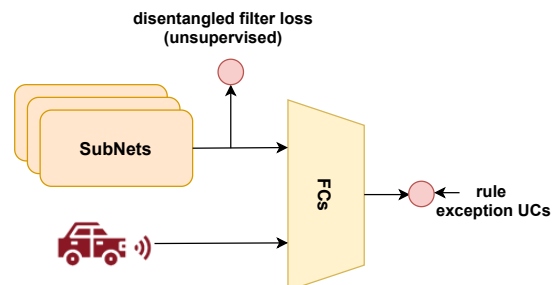 disentangled filter loss
(unsupervised)
SubNets
FCs
rule
exception UCs